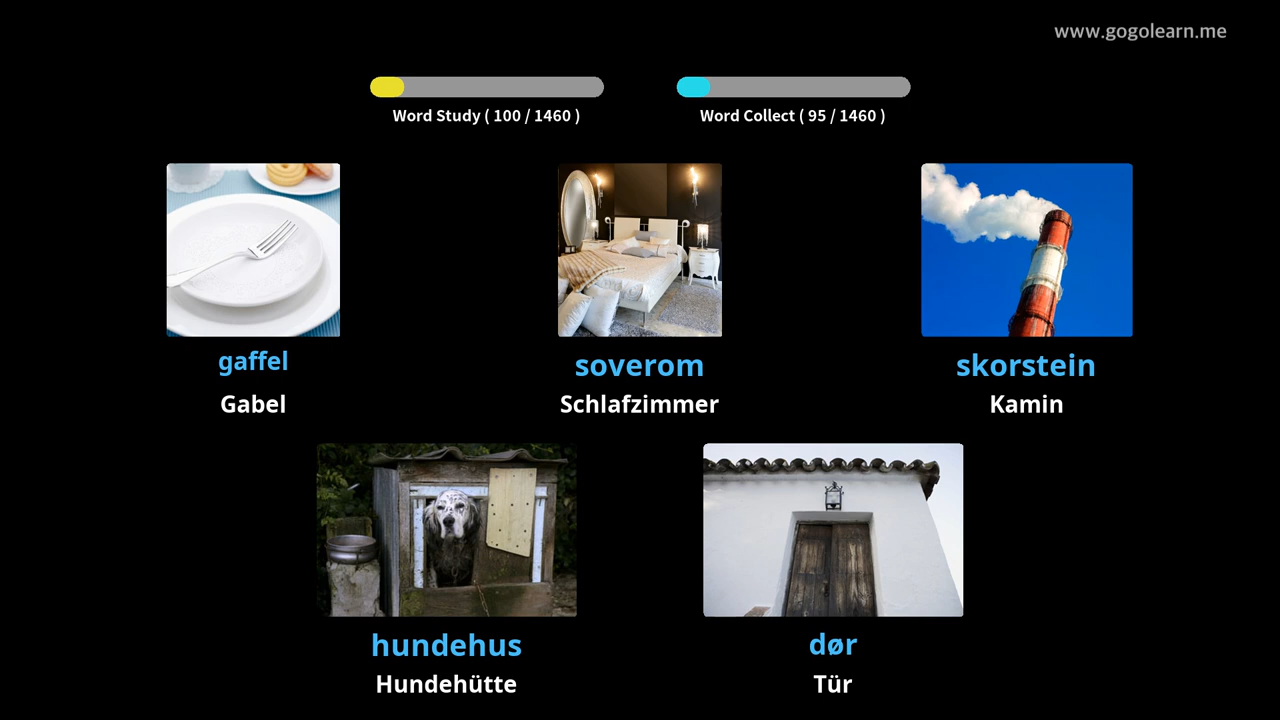 www.gogolearn.me
Word Study ( 100 / 1460 )
Word Collect ( 95 / 1460 )
gaffel
Gabel
soverom
Schlafzimmer
skorstein
Kamin
hundehus
Hundehütte
dør
Tür